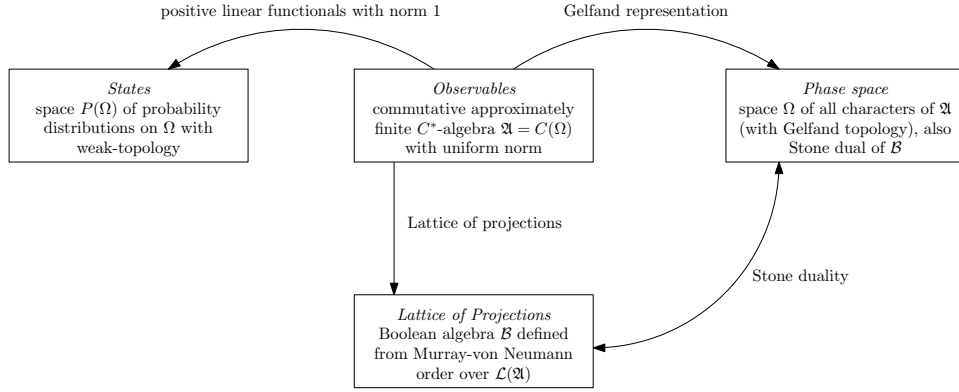 positive linear functionals with norm 1
Gelfand representation
States
space P(Ω) of probability
distributions on Ω with
weak-topology
Observables
commutative approximately
finite C*-algebra 𝔄 = C(Ω)
with uniform norm
Phase space
space Ω of all characters of 𝔄
(with Gelfand topology), also
Stone dual of ℬ
Lattice of projections
Stone duality
Lattice of Projections
Boolean algebra ℬ defined
from Murray-von Neumann
order over ℒ(𝔄)